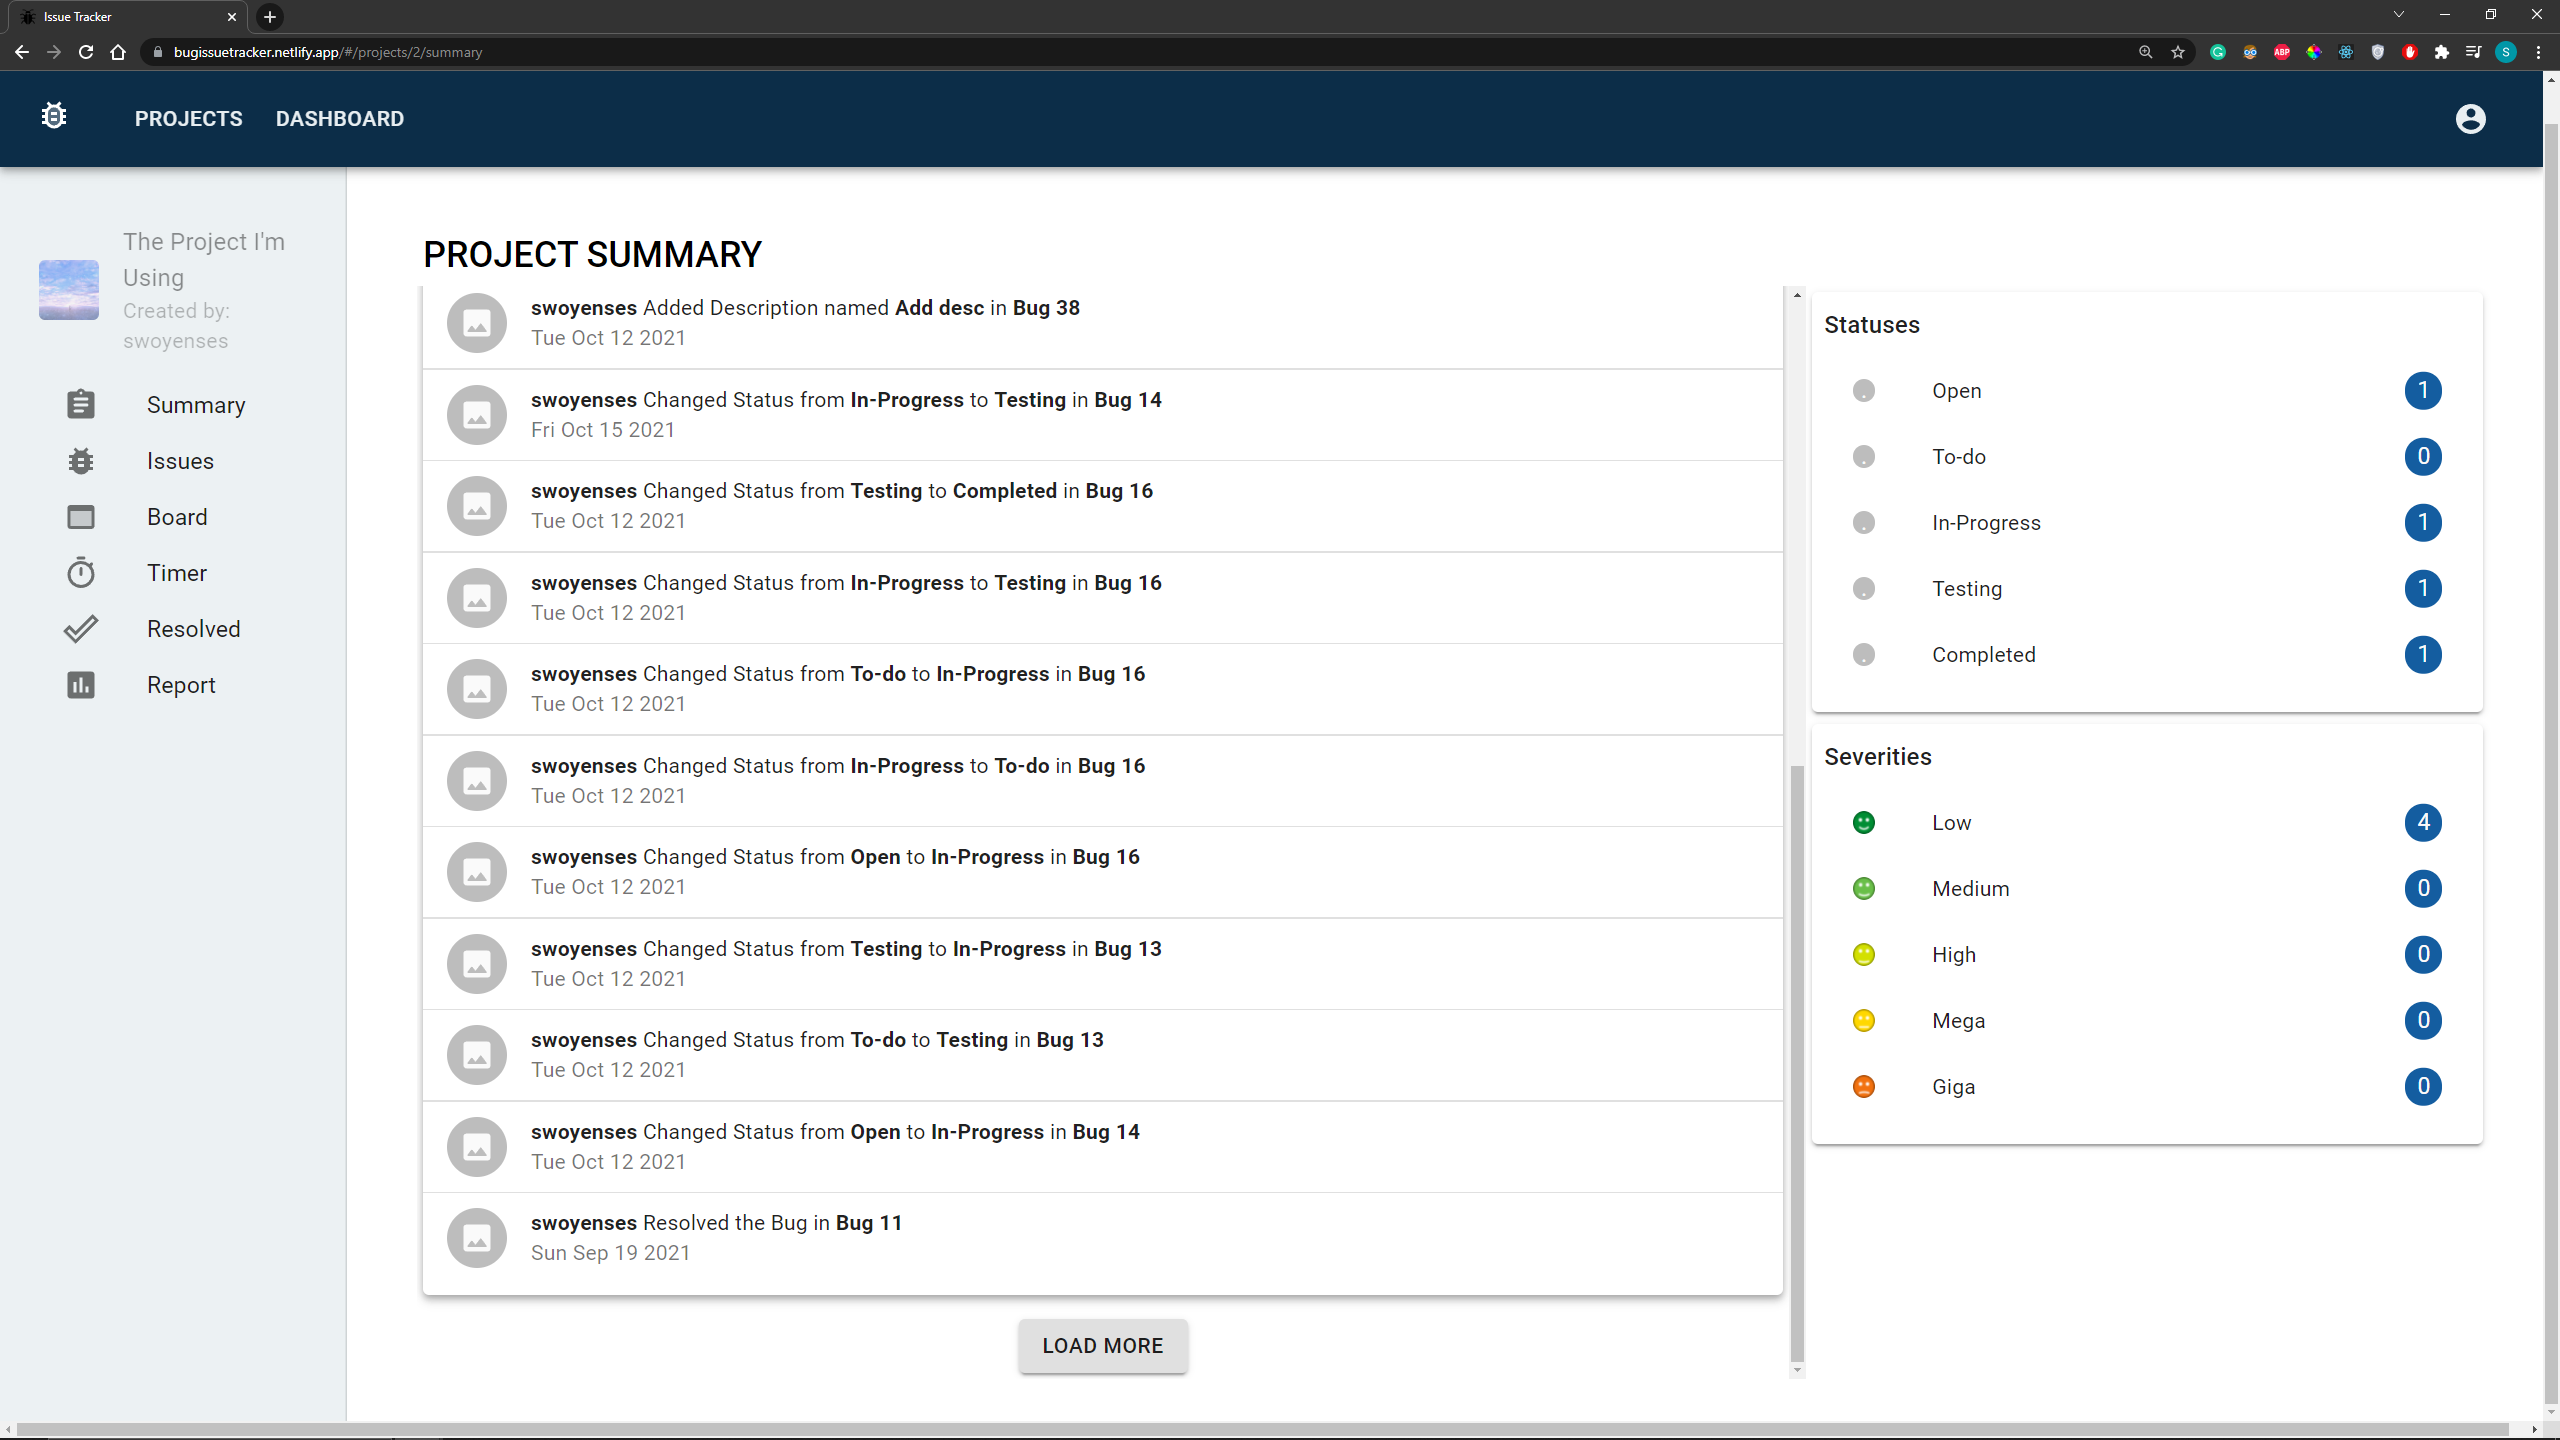 Issue Tracker
bugissuetracker.netlify.app/#/projects/2/summary
ABP
S
PROJECTS DASHBOARD
The Project I'm
Using
Created by:
swoyenses
Summary
Issues
Board
Timer
Resolved
Report
PROJECT SUMMARY
swoyenses Added Description named Add desc in Bug 38
Tue Oct 12 2021
swoyenses Changed Status from In-Progress to Testing in Bug 14
Fri Oct 15 2021
swoyenses Changed Status from Testing to Completed in Bug 16
Tue Oct 12 2021
swoyenses Changed Status from In-Progress to Testing in Bug 16
Tue Oct 12 2021
swoyenses Changed Status from To-do to In-Progress in Bug 16
Tue Oct 12 2021
swoyenses Changed Status from In-Progress to To-do in Bug 16
Tue Oct 12 2021
swoyenses Changed Status from Open to In-Progress in Bug 16
Tue Oct 12 2021
swoyenses Changed Status from Testing to In-Progress in Bug 13
Tue Oct 12 2021
swoyenses Changed Status from To-do to Testing in Bug 13
Tue Oct 12 2021
swoyenses Changed Status from Open to In-Progress in Bug 14
Tue Oct 12 2021
swoyenses Resolved the Bug in Bug 11
Sun Sep 19 2021
LOAD MORE
Statuses
Open 1
To-do 0
In-Progress 1
Testing 1
Completed 1
Severities
Low 4
Medium 0
High 0
Mega 0
Giga 0